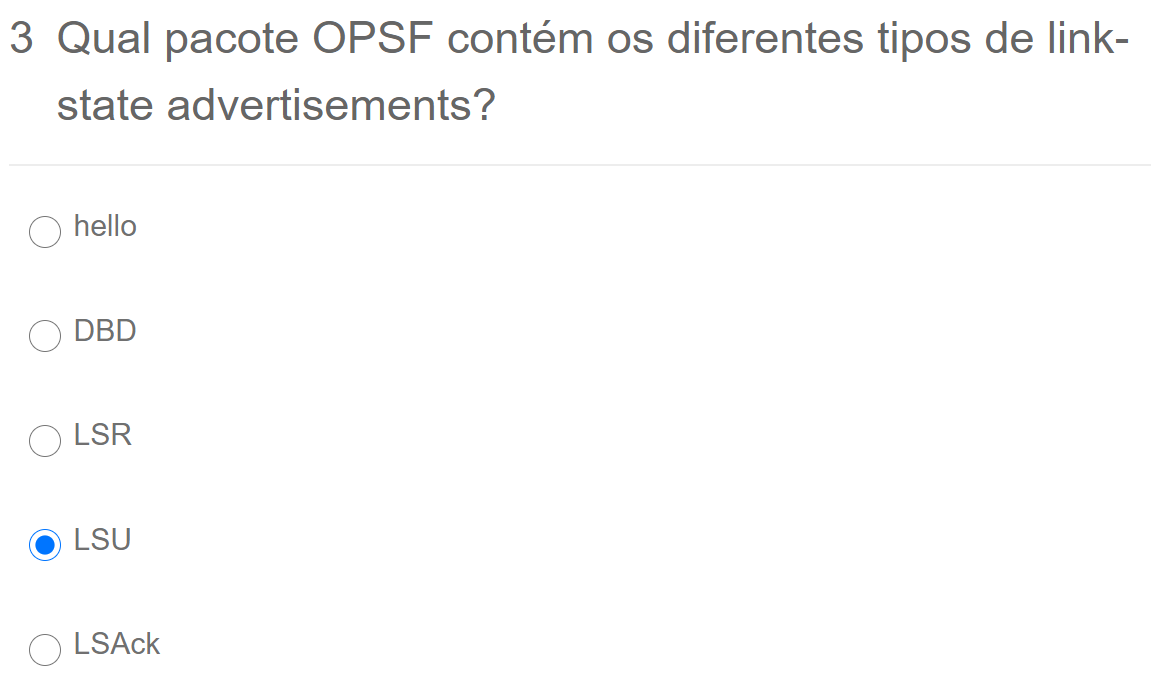 3 Qual pacote OPSF contém os diferentes tipos de link-
state advertisements?
hello
DBD
LSR
LSU
LSAck